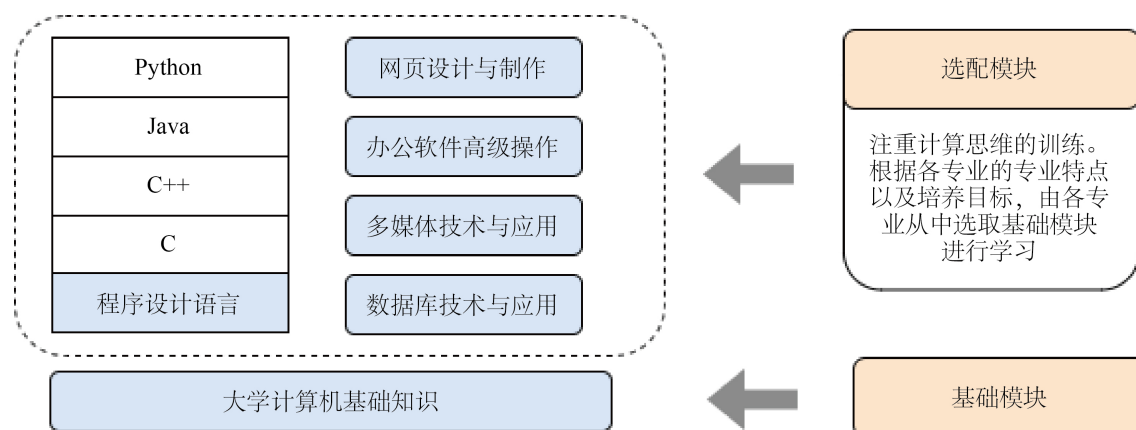 Python
Java
C++
C
程序设计语言
网页设计与制作
办公软件高级操作
多媒体技术与应用
数据库技术与应用
大学计算机基础知识
选配模块
注重计算思维的训练。
根据各专业的专业特点
以及培养目标，由各专
业从中选取基础模块
进行学习
基础模块